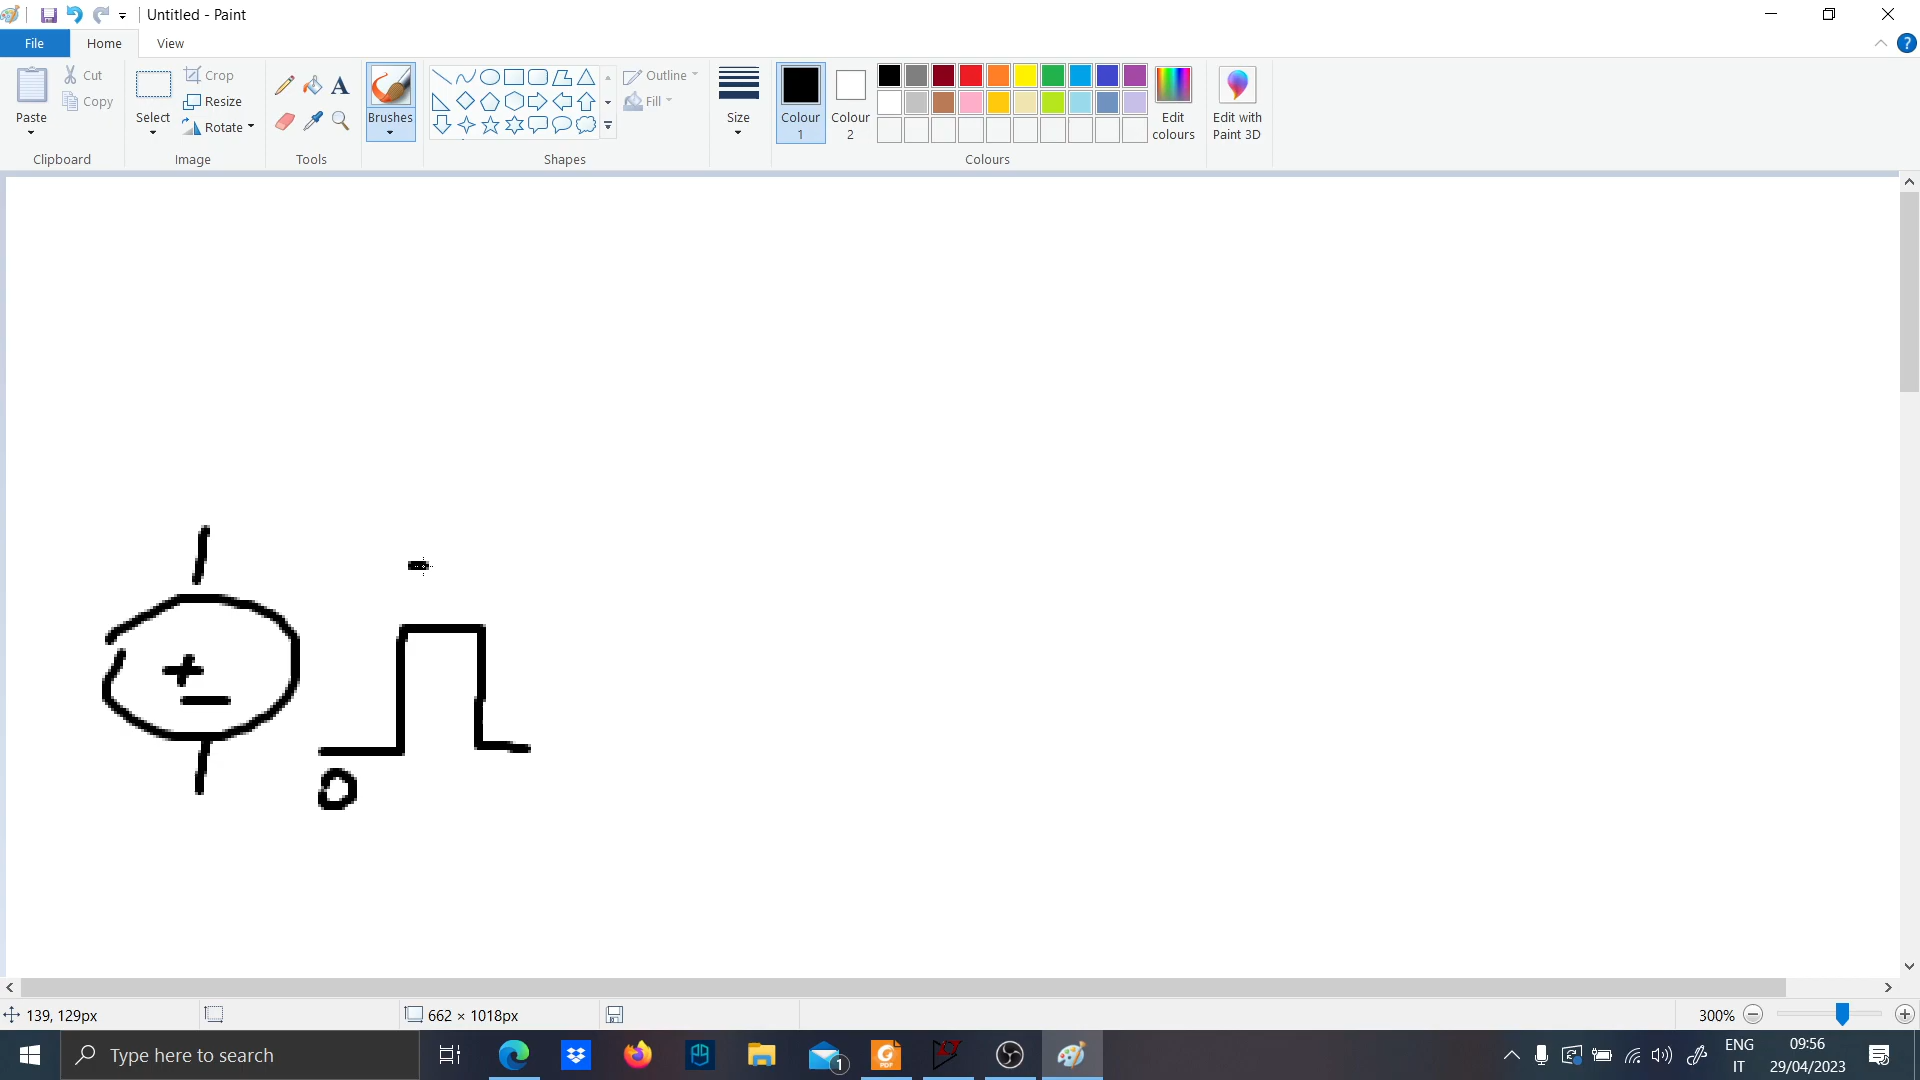 Untitled - Paint
File
Home
View
Paste
Cut
Copy
Clipboard
Select
Crop
Resize
Rotate
Image
A
Tools
Brushes
Outline
Fill
Shapes
Size
Colour
1
Colour
2
Edit
colours
Colours
Edit with
Paint 3D
?
+
−
0
139, 129px
662 × 1018px
300%
Type here to search
1
ENG
IT
09:56
29/04/2023